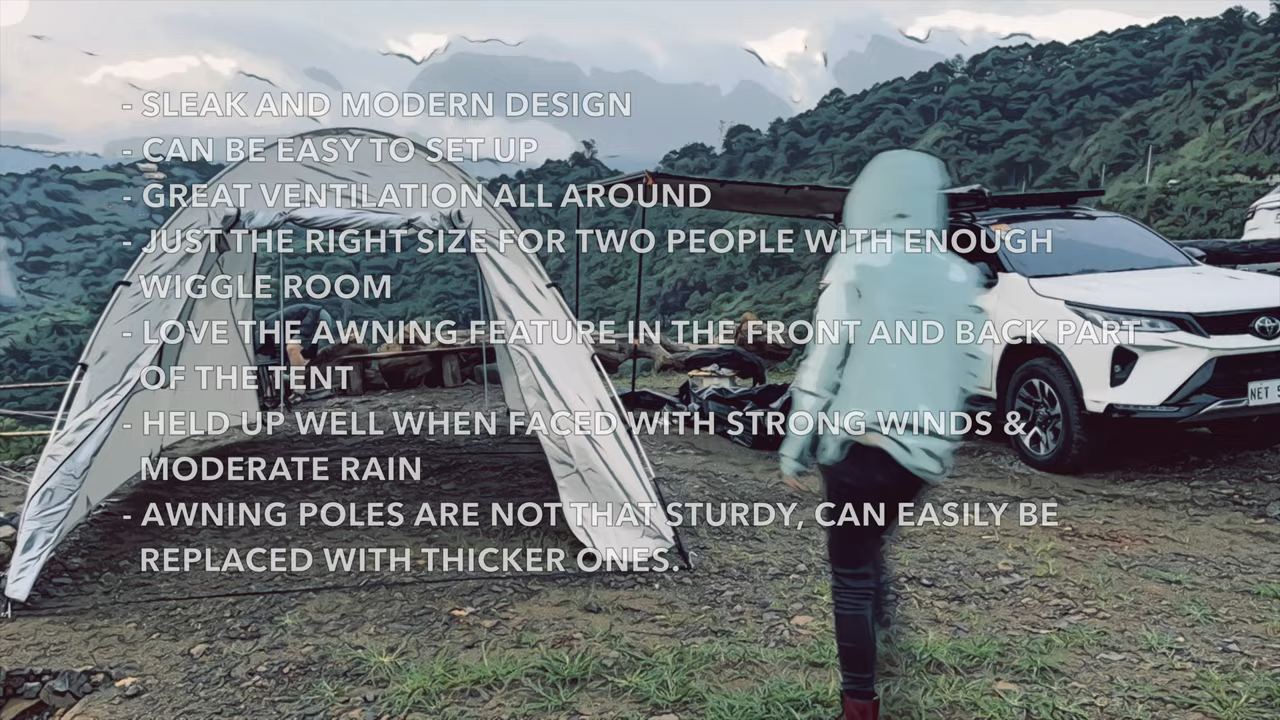 - SLEAK AND MODERN DESIGN
- CAN BE EASY TO SET UP
- GREAT VENTILATION ALL AROUND
- JUST THE RIGHT SIZE FOR TWO PEOPLE WITH ENOUGH
WIGGLE ROOM
- LOVE THE AWNING FEATURE IN THE FRONT AND BACK PART
OF THE TENT
- HELD UP WELL WHEN FACED WITH STRONG WINDS &
MODERATE RAIN
- AWNING POLES ARE NOT THAT STURDY, CAN EASILY BE
REPLACED WITH THICKER ONES.
NET